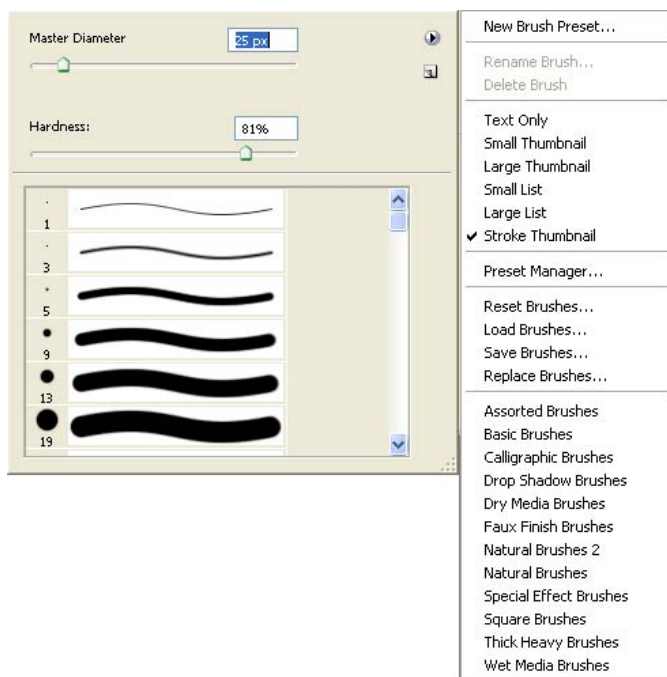 Master Diameter
25 px
Hardness:
81%
1
3
5
9
13
19
New Brush Preset...
Rename Brush...
Delete Brush
Text Only
Small Thumbnail
Large Thumbnail
Small List
Large List
Stroke Thumbnail
Preset Manager...
Reset Brushes...
Load Brushes...
Save Brushes...
Replace Brushes...
Assorted Brushes
Basic Brushes
Calligraphic Brushes
Drop Shadow Brushes
Dry Media Brushes
Faux Finish Brushes
Natural Brushes 2
Natural Brushes
Special Effect Brushes
Square Brushes
Thick Heavy Brushes
Wet Media Brushes